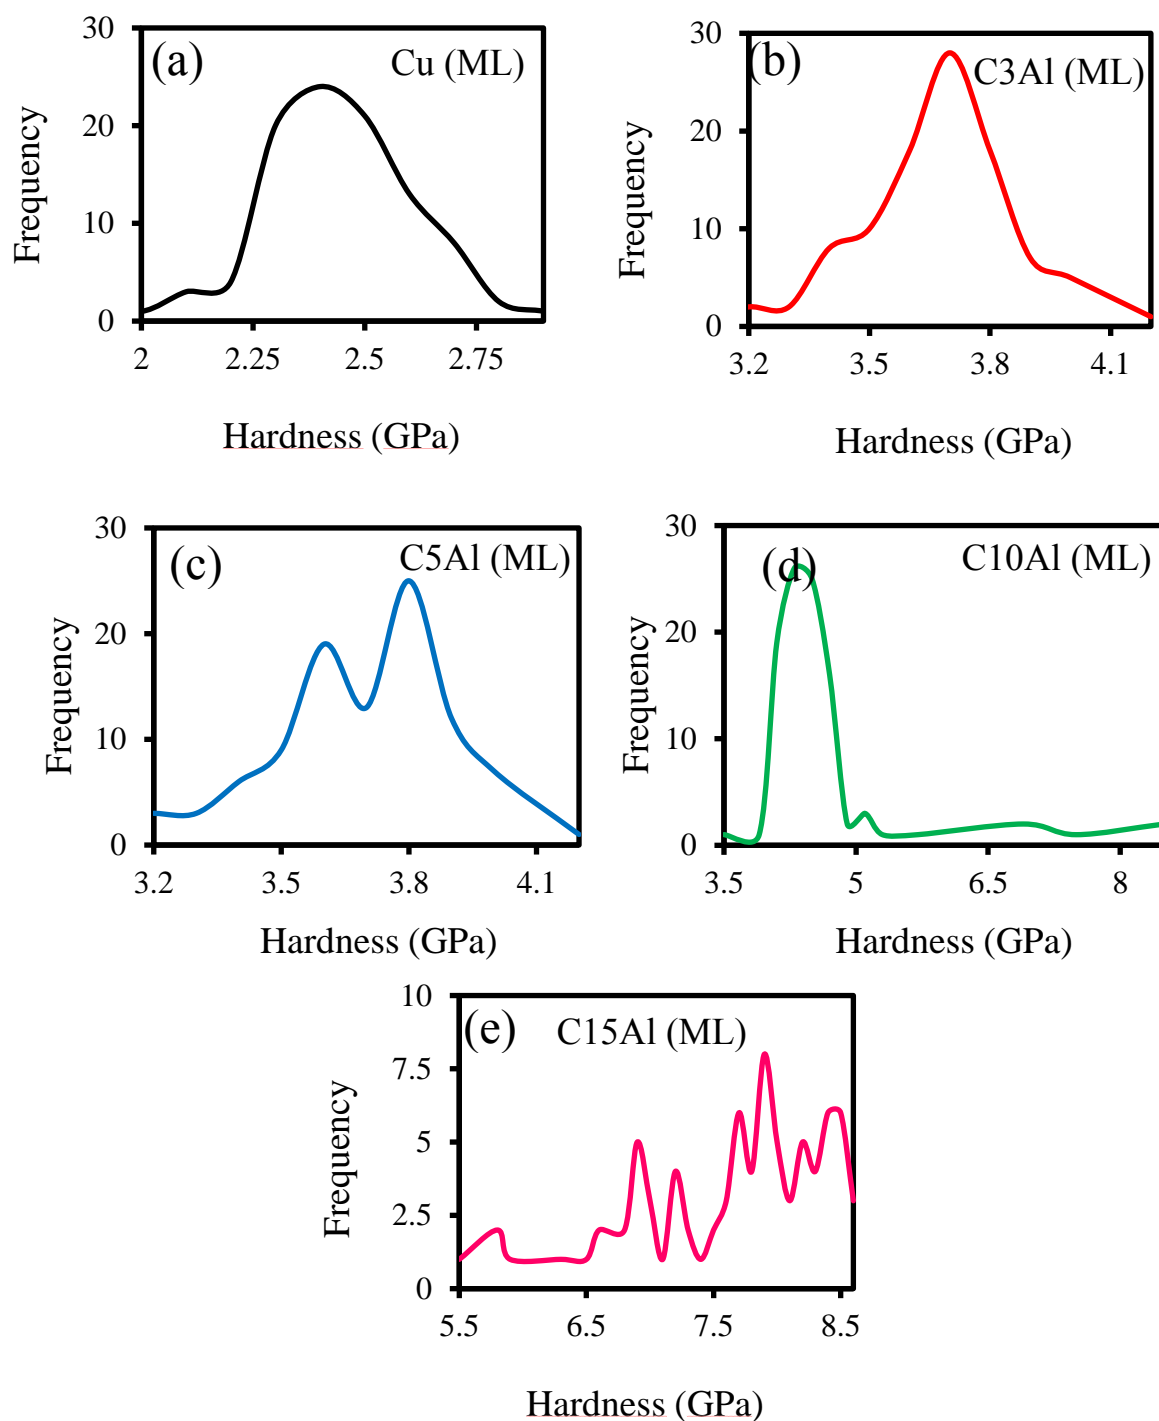 (a)
Cu (ML)
Frequency
30
20
10
0
2
2.25
2.5
2.75
Hardness (GPa)
(b)
C3Al (ML)
Frequency
30
20
10
0
3.2
3.5
3.8
4.1
Hardness (GPa)
(c)
C5Al (ML)
Frequency
30
20
10
0
3.2
3.5
3.8
4.1
Hardness (GPa)
(d)
C10Al (ML)
Frequency
30
20
10
0
3.5
5
6.5
8
Hardness (GPa)
(e)
C15Al (ML)
Frequency
10
7.5
5
2.5
0
5.5
6.5
7.5
8.5
Hardness (GPa)